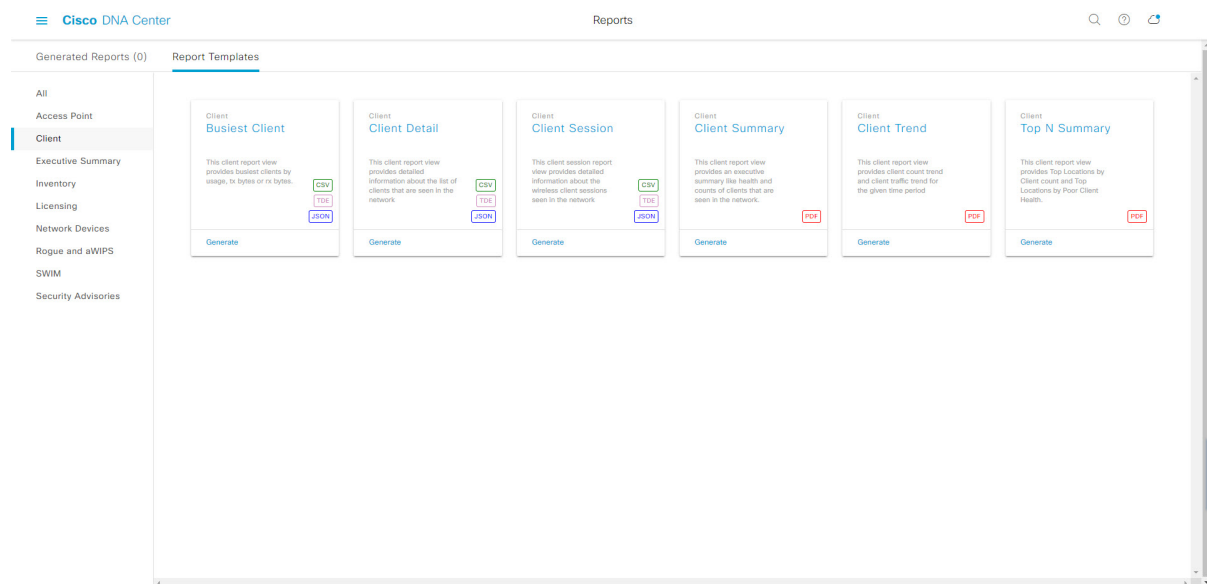 Cisco DNA Center
Reports
Generated Reports (0)
Report Templates
All
Access Point
Client
Executive Summary
Inventory
Licensing
Network Devices
Rogue and aWIPS
SWIM
Security Advisories
Client
Busiest Client
This client report view
provides busiest clients by
usage, tx bytes or rx bytes.
CSV
TDE
JSON
Generate
Client
Client Detail
This client report view
provides detailed
information about the list of
clients that are seen in the
network
CSV
TDE
JSON
Generate
Client
Client Session
This client session report
view provides detailed
information about the
wireless client sessions
seen in the network
CSV
TDE
JSON
Generate
Client
Client Summary
This client report view
provides an executive
summary like health and
counts of clients that are
seen in the network.
PDF
Generate
Client
Client Trend
This client report view
provides client count trend
and client traffic trend for
the given time period
PDF
Generate
Client
Top N Summary
This client report view
provides Top Locations by
Client count and Top
Locations by Poor Client
Health.
PDF
Generate